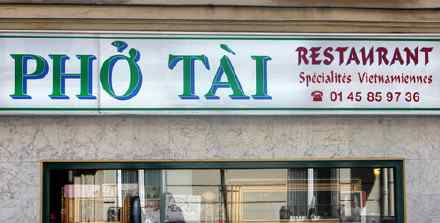 PHỞ TÀI
RESTAURANT
Spécialités Vietnamiennes
☎ 01 45 85 97 36